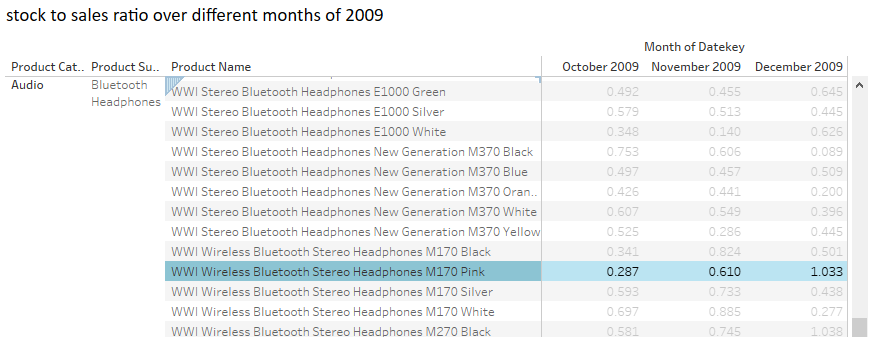 stock to sales ratio over different months of 2009
Month of Datekey
Product Cat.. Product Su.. Product Name October 2009 November 2009 December 2009
Audio Bluetooth Headphones
WWI Stereo Bluetooth Headphones E1000 Green 0.492 0.455 0.645
WWI Stereo Bluetooth Headphones E1000 Silver 0.579 0.513 0.445
WWI Stereo Bluetooth Headphones E1000 White 0.348 0.140 0.626
WWI Stereo Bluetooth Headphones New Generation M370 Black 0.753 0.606 0.089
WWI Stereo Bluetooth Headphones New Generation M370 Blue 0.497 0.457 0.509
WWI Stereo Bluetooth Headphones New Generation M370 Oran.. 0.426 0.441 0.200
WWI Stereo Bluetooth Headphones New Generation M370 White 0.607 0.549 0.396
WWI Stereo Bluetooth Headphones New Generation M370 Yellow 0.525 0.286 0.445
WWI Wireless Bluetooth Stereo Headphones M170 Black 0.341 0.824 0.501
WWI Wireless Bluetooth Stereo Headphones M170 Pink 0.287 0.610 1.033
WWI Wireless Bluetooth Stereo Headphones M170 Silver 0.593 0.733 0.438
WWI Wireless Bluetooth Stereo Headphones M170 White 0.697 0.885 0.277
WWI Wireless Bluetooth Stereo Headphones M270 Black 0.581 0.745 1.038